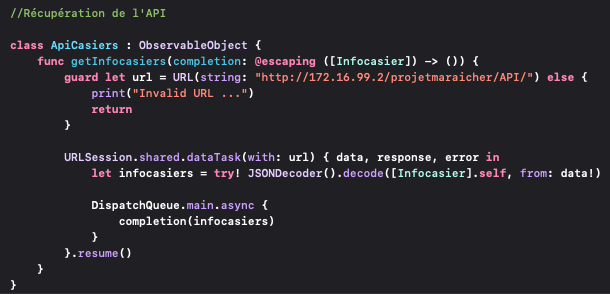 //Récupération de l'API
class ApiCasiers : ObservableObject {
func getInfocasiers(completion: @escaping ([Infocasier]) -> ()) {
guard let url = URL(string: "http://172.16.99.2/projetmaraicher/API/") else {
print("Invalid URL ...")
return
}
URLSession.shared.dataTask(with: url) { data, response, error in
let infocasiers = try! JSONDecoder().decode([Infocasier].self, from: data!)
DispatchQueue.main.async {
completion(infocasiers)
}
}.resume()
}
}